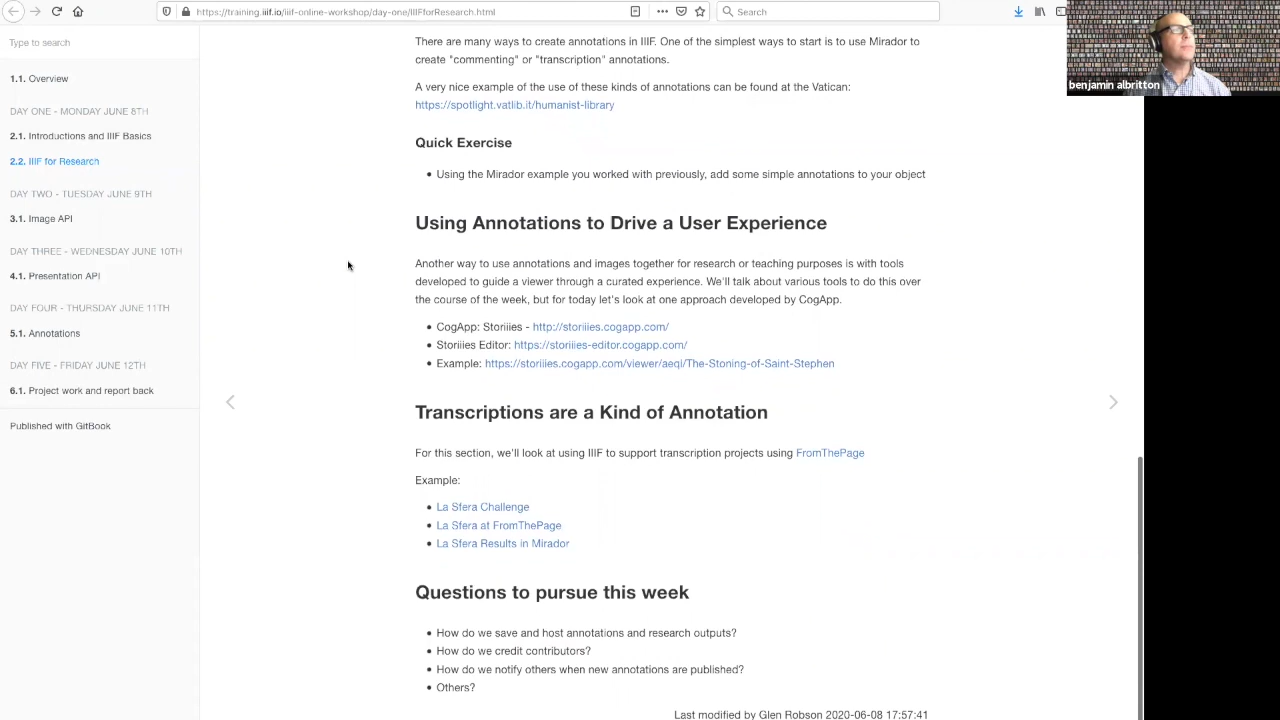 https://training.iiif.io/iiif-online-workshop/day-one/IIIFforResearch.html
Search
benjamin albritton
Type to search
1.1. Overview
DAY ONE - MONDAY JUNE 8TH
2.1. Introductions and IIIF Basics
2.2. IIIF for Research
DAY TWO - TUESDAY JUNE 9TH
3.1. Image API
DAY THREE - WEDNESDAY JUNE 10TH
4.1. Presentation API
DAY FOUR - THURSDAY JUNE 11TH
5.1. Annotations
DAY FIVE - FRIDAY JUNE 12TH
6.1. Project work and report back
Published with GitBook
There are many ways to create annotations in IIIF. One of the simplest ways to start is to use Mirador to
create "commenting" or "transcription" annotations.
A very nice example of the use of these kinds of annotations can be found at the Vatican:
https://spotlight.vatlib.it/humanist-library
Quick Exercise
• Using the Mirador example you worked with previously, add some simple annotations to your object
Using Annotations to Drive a User Experience
Another way to use annotations and images together for research or teaching purposes is with tools
developed to guide a viewer through a curated experience. We'll talk about various tools to do this over
the course of the week, but for today let's look at one approach developed by CogApp.
• CogApp: Storiiies - http://storiiies.cogapp.com/
• Storiiies Editor: https://storiiies-editor.cogapp.com/
• Example: https://storiiies.cogapp.com/viewer/aeqi/The-Stoning-of-Saint-Stephen
Transcriptions are a Kind of Annotation
For this section, we'll look at using IIIF to support transcription projects using FromThePage
Example:
• La Sfera Challenge
• La Sfera at FromThePage
• La Sfera Results in Mirador
Questions to pursue this week
• How do we save and host annotations and research outputs?
• How do we credit contributors?
• How do we notify others when new annotations are published?
• Others?
Last modified by Glen Robson 2020-06-08 17:57:41